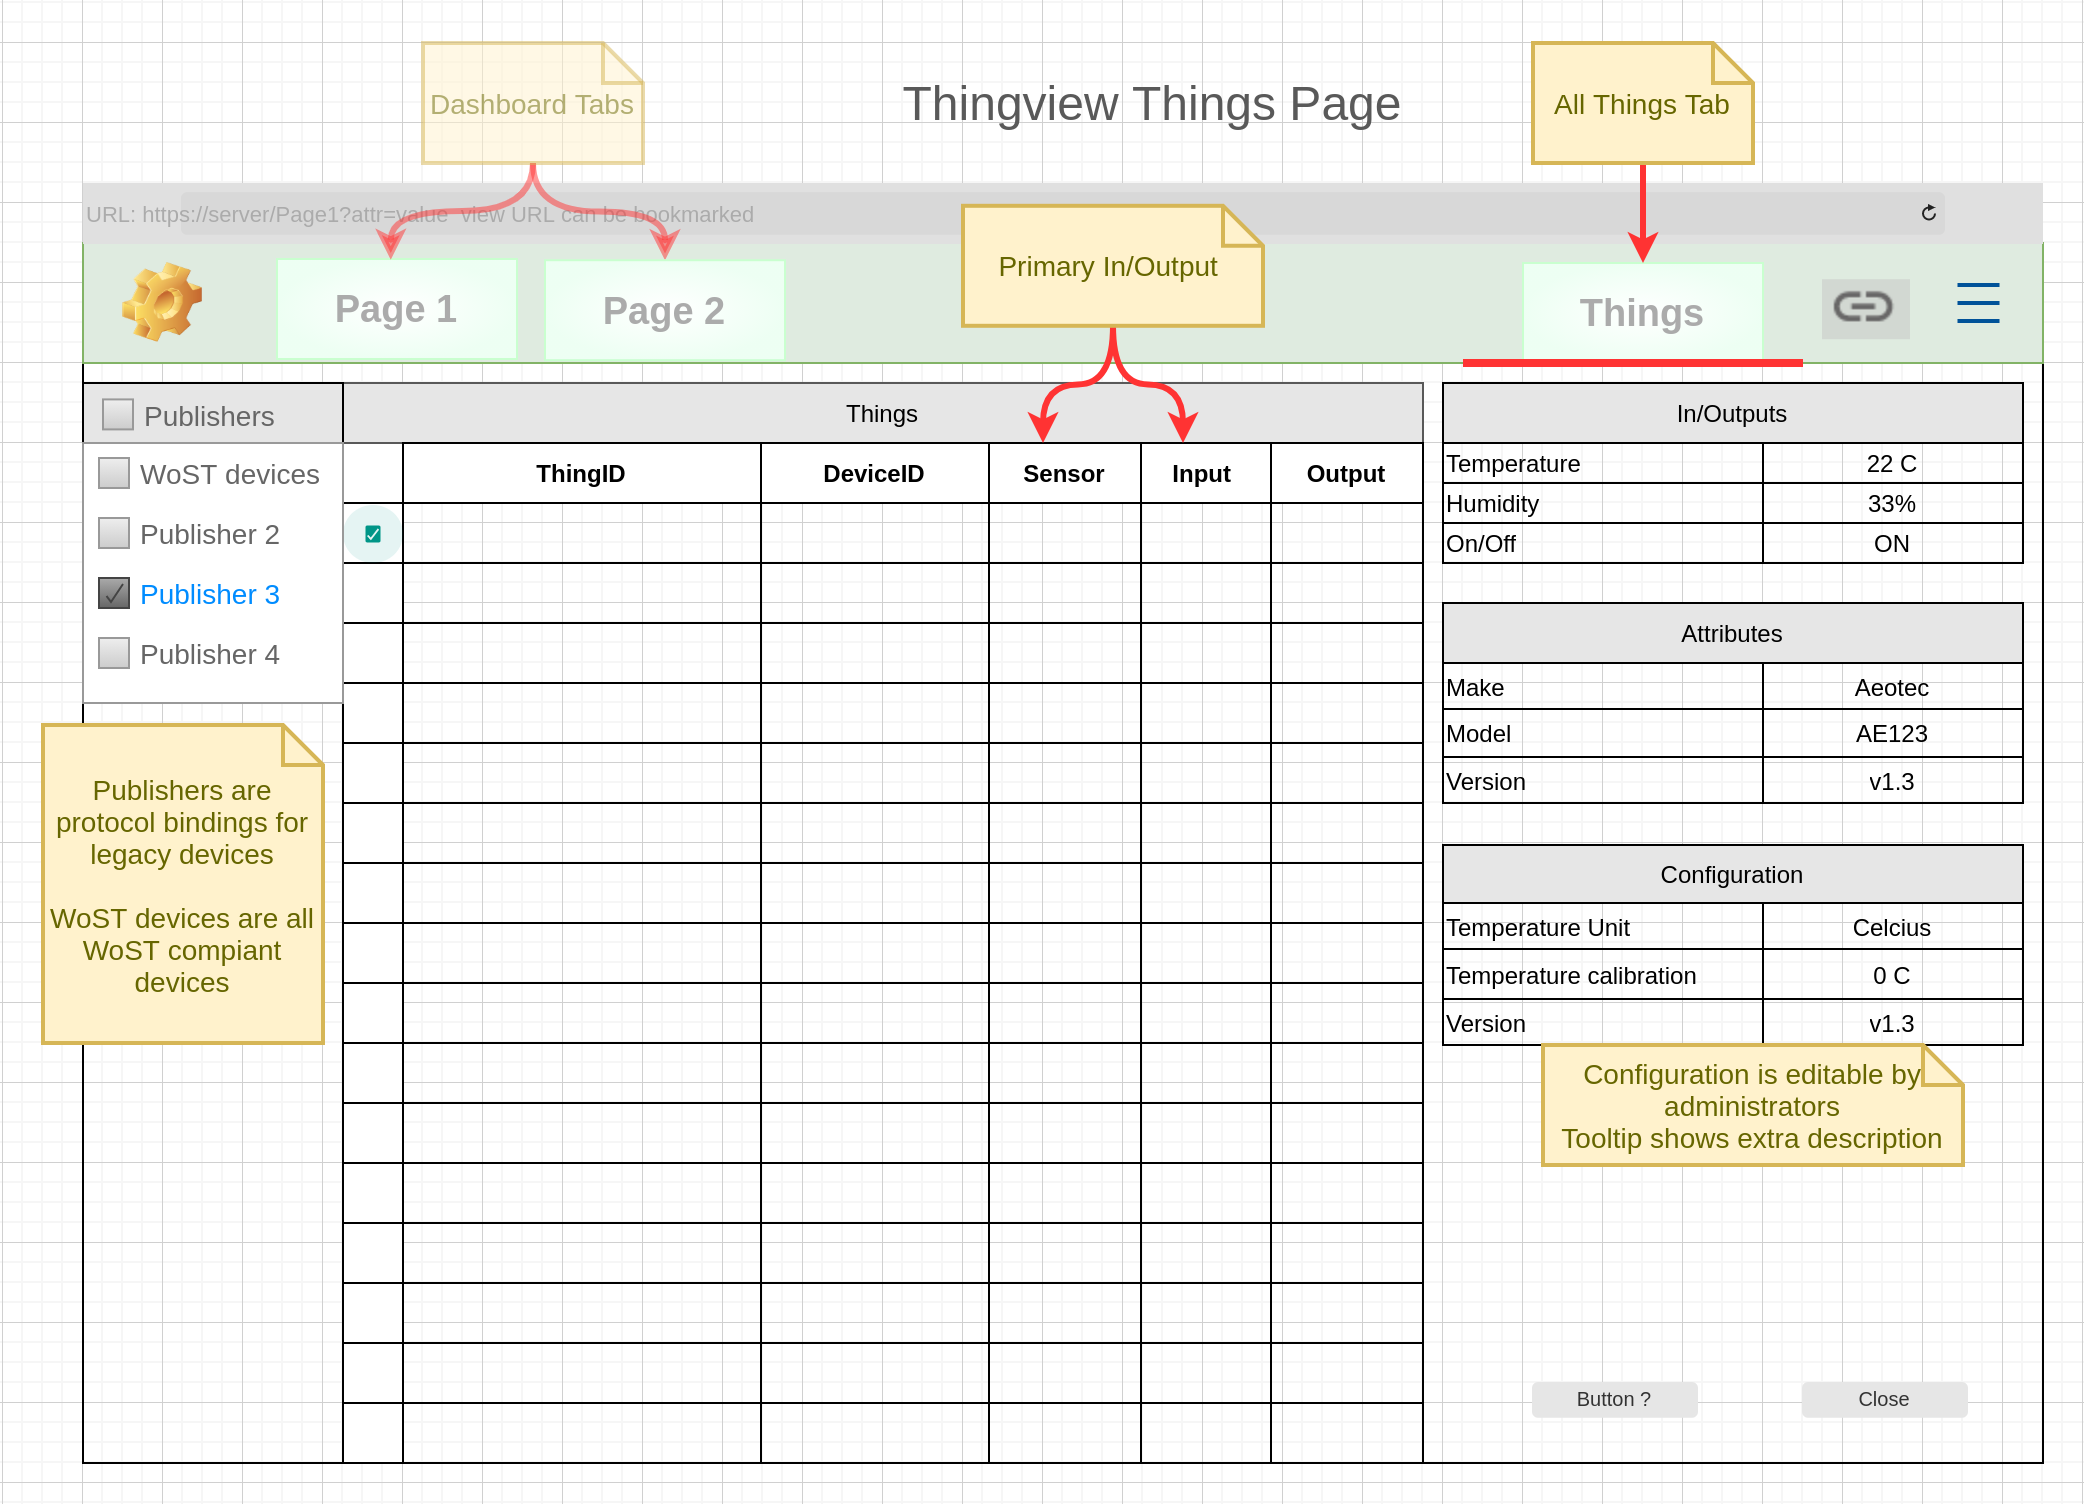 Dashboard Tabs
Thingview Things Page
All Things Tab
URL: https://server/Page1?attr=value  view URL can be bookmarked
Primary In/Output
Page 1
Page 2
Things
Publishers
WoST devices
Publisher 2
Publisher 3
Publisher 4
Things
ThingID
DeviceID
Sensor
Input
Output
In/Outputs
Temperature
22 C
Humidity
33%
On/Off
ON
Attributes
Make
Aeotec
Model
AE123
Version
v1.3
Publishers are
protocol bindings for
legacy devices
WoST devices are all
WoST compiant
devices
Configuration
Temperature Unit
Celcius
Temperature calibration
0 C
Version
v1.3
Configuration is editable by
administrators
Tooltip shows extra description
Button ?
Close